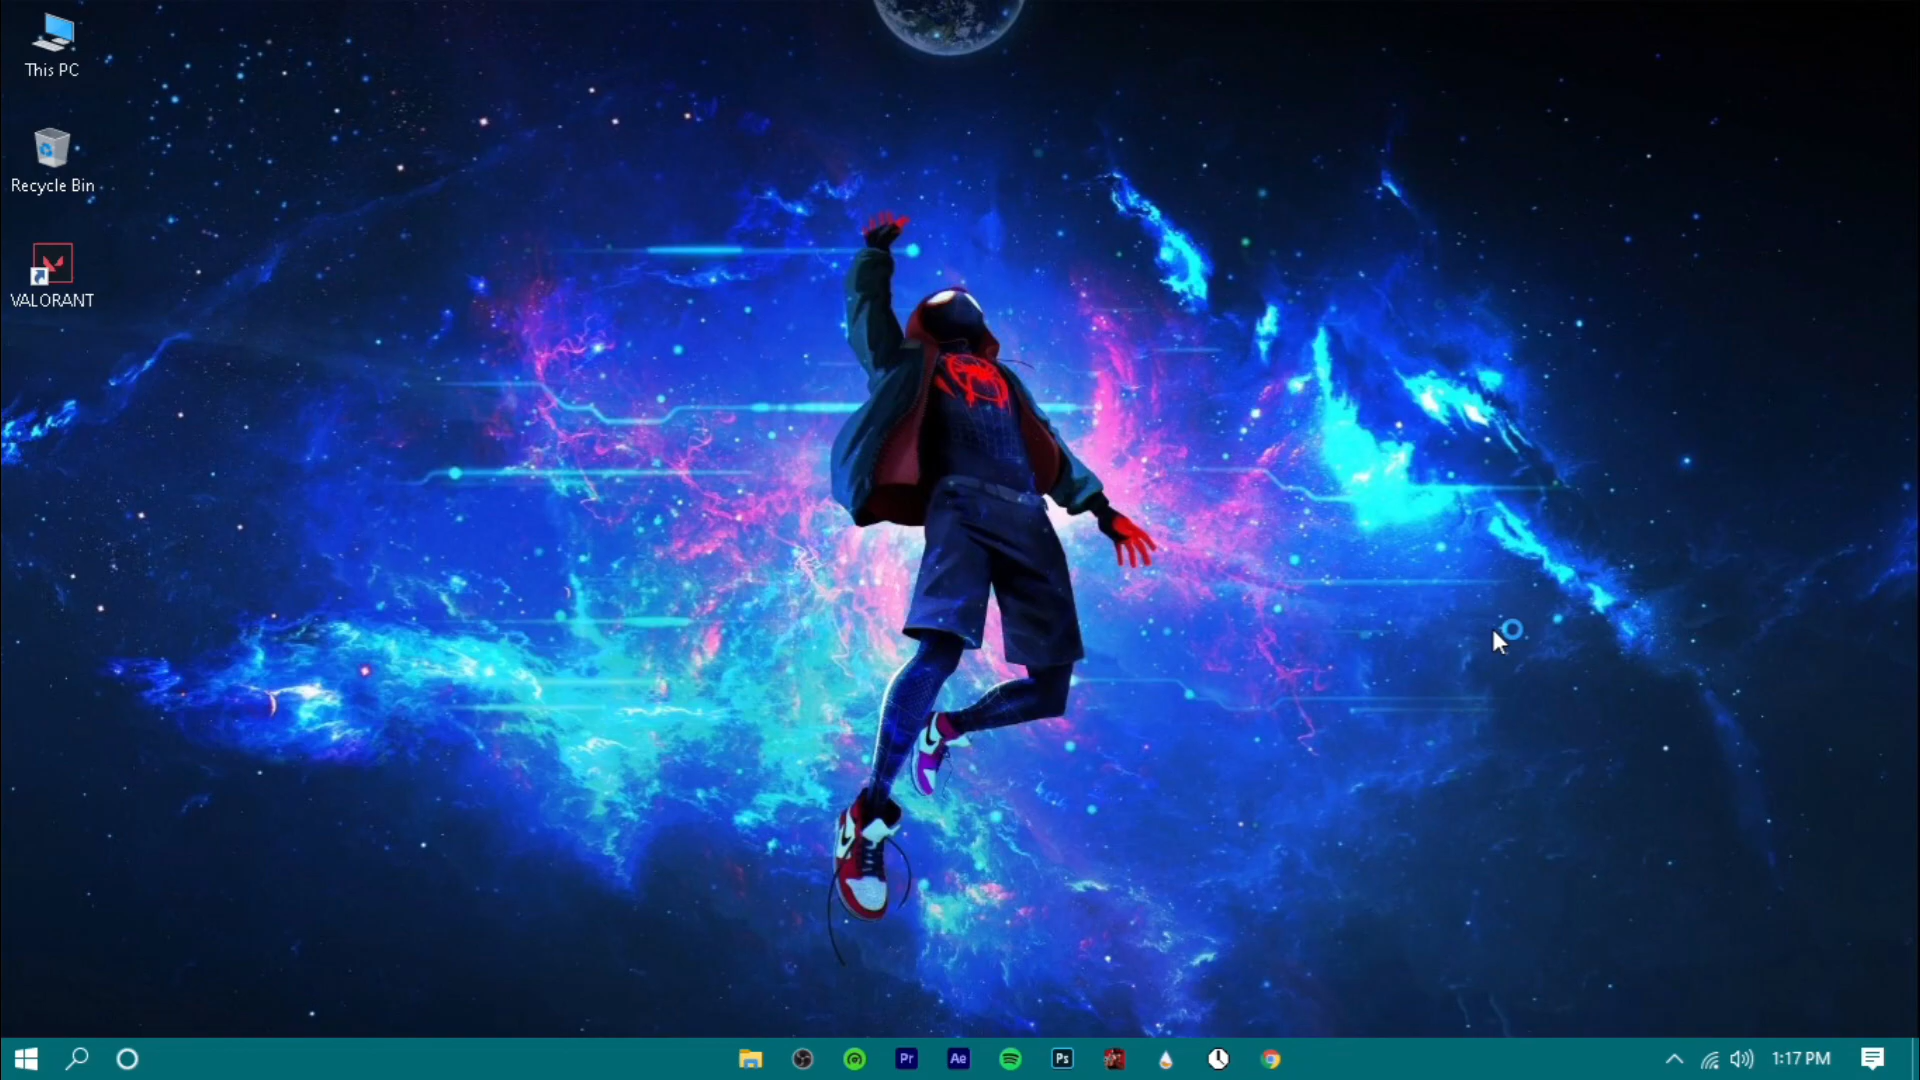 This PC
Recycle Bin
VALORANT
Pr
Ae
Ps
1:17 PM